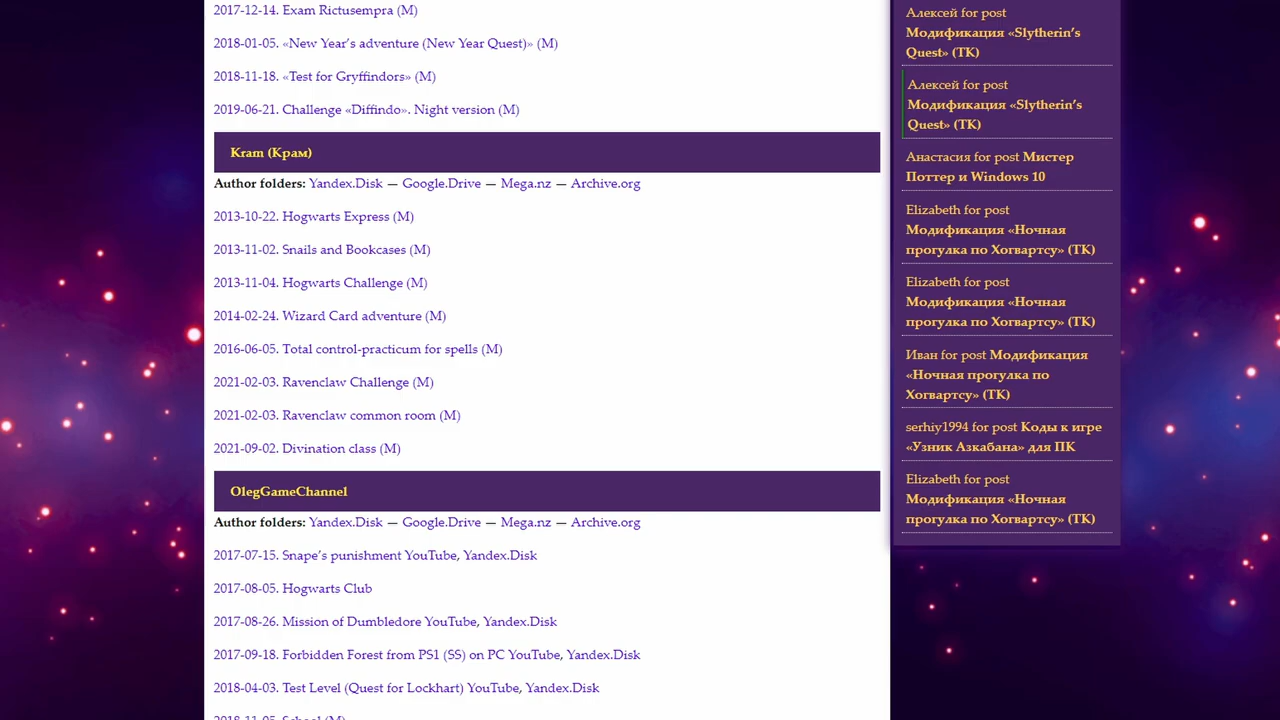 2017-12-14. Exam Rictusempra (M)
2018-01-05. «New Year's adventure (New Year Quest)» (M)
2018-11-18. «Test for Gryffindors» (M)
2019-06-21. Challenge «Diffindo». Night version (M)
Kram (Крам)
Author folders: Yandex.Disk — Google.Drive — Mega.nz — Archive.org
2013-10-22. Hogwarts Express (M)
2013-11-02. Snails and Bookcases (M)
2013-11-04. Hogwarts Challenge (M)
2014-02-24. Wizard Card adventure (M)
2016-06-05. Total control-practicum for spells (M)
2021-02-03. Ravenclaw Challenge (M)
2021-02-03. Ravenclaw common room (M)
2021-09-02. Divination class (M)
OlegGameChannel
Author folders: Yandex.Disk — Google.Drive — Mega.nz — Archive.org
2017-07-15. Snape's punishment YouTube, Yandex.Disk
2017-08-05. Hogwarts Club
2017-08-26. Mission of Dumbledore YouTube, Yandex.Disk
2017-09-18. Forbidden Forest from PS1 (SS) on PC YouTube, Yandex.Disk
2018-04-03. Test Level (Quest for Lockhart) YouTube, Yandex.Disk
2018-11-05. School (M)
Алексей for post
Модификация «Slytherin's
Quest» (ТК)
Алексей for post
Модификация «Slytherin's
Quest» (ТК)
Анастасия for post Мистер
Поттер и Windows 10
Elizabeth for post
Модификация «Ночная
прогулка по Хогвартсу» (ТК)
Elizabeth for post
Модификация «Ночная
прогулка по Хогвартсу» (ТК)
Иван for post Модификация
«Ночная прогулка по
Хогвартсу» (ТК)
serhiy1994 for post Коды к игре
«Узник Азкабана» для ПК
Elizabeth for post
Модификация «Ночная
прогулка по Хогвартсу» (ТК)